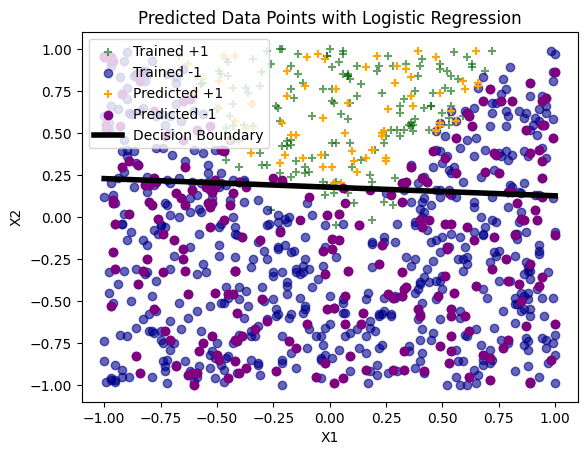 Predicted Data Points with Logistic Regression
1.00
0.75
0.50
0.25
0.00
−0.25
−0.50
−0.75
−1.00
X2
Trained +1
Trained -1
Predicted +1
Predicted -1
Decision Boundary
−1.00 −0.75 −0.50 −0.25 0.00 0.25 0.50 0.75 1.00
X1